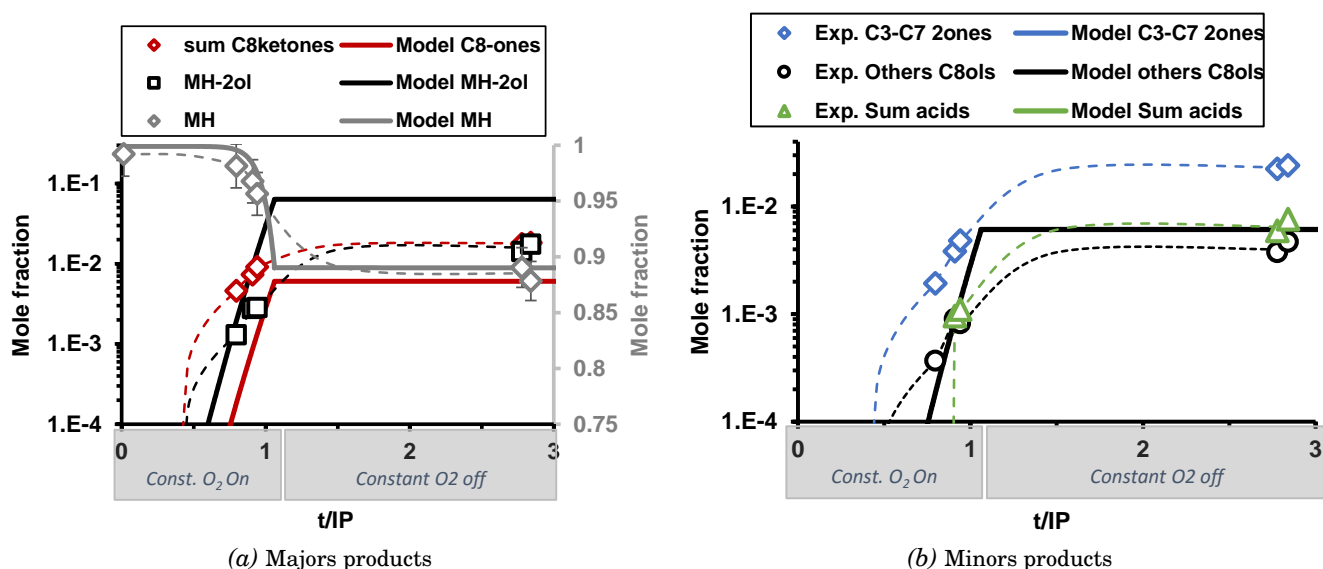 sum C8ketones Model C8-ones
MH-2ol Model MH-2ol
MH Model MH
1.E-1
1.E-2
1.E-3
1.E-4
Mole fraction
1
0.95
0.9
0.85
0.8
0.75
Mole fraction
0 1 2 3
Const. O2 On Constant O2 off
t/IP
(a) Majors products
Exp. C3-C7 2ones Model C3-C7 2ones
Exp. Others C8ols Model others C8ols
Exp. Sum acids Model Sum acids
1.E-2
1.E-3
1.E-4
Mole fraction
0 1 2 3
Const. O2 On Constant O2 off
t/IP
(b) Minors products